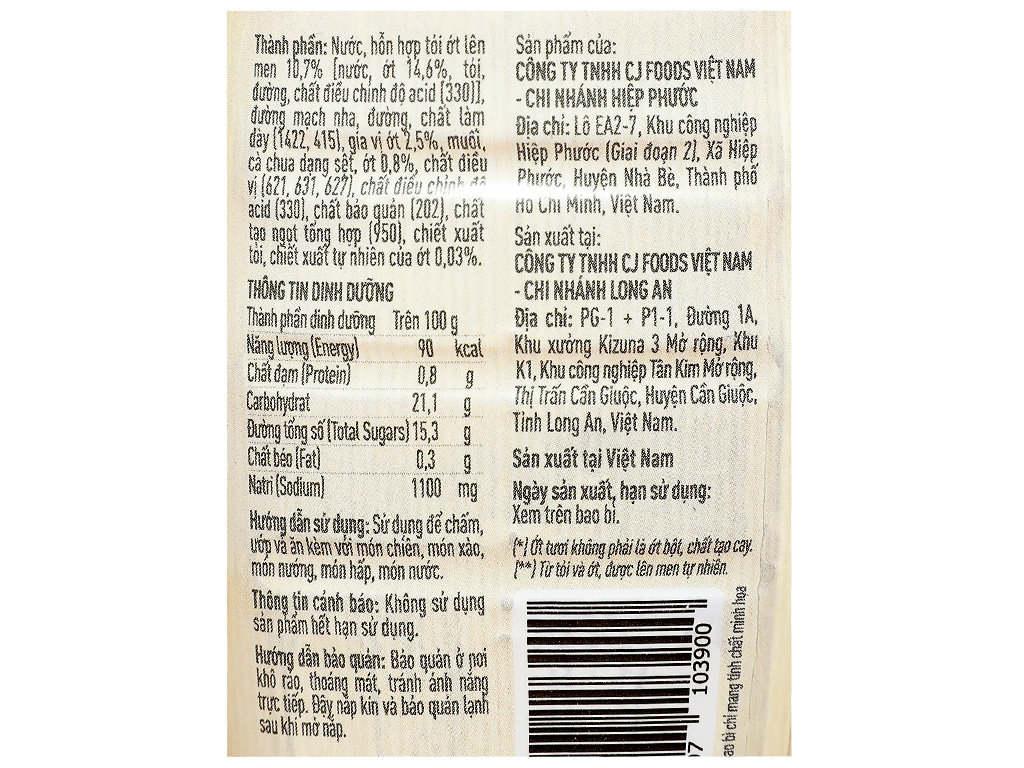 Thành phần: Nước, hỗn hợp tỏi ớt lên
men 10,7% [nước, ớt 14,6%, tỏi,
đường, chất điều chỉnh độ acid (330)],
đường mạch nha, đường, chất làm
dày (1422, 415), gia vị ớt 2,5%, muối,
cà chua dạng sệt, ớt 0,8%, chất điều
vị (621, 631, 627), chất điều chỉnh độ
acid (330), chất bảo quản (202), chất
tạo ngọt tổng hợp (950), chiết xuất
tỏi, chiết xuất tự nhiên của ớt 0,03%.
THÔNG TIN DINH DƯỠNG
Thành phần dinh dưỡng Trên 100 g
Năng lượng (Energy) 90 kcal
Chất đạm (Protein) 0,8 g
Carbohydrat 21,1 g
Đường tổng số (Total Sugars) 15,3 g
Chất béo (Fat) 0,3 g
Natri (Sodium) 1100 mg
Hướng dẫn sử dụng: Sử dụng để chấm,
ướp và ăn kèm với món chiên, món xào,
món nướng, món hấp, món nước.
Thông tin cảnh báo: Không sử dụng
sản phẩm hết hạn sử dụng.
Hướng dẫn bảo quản: Bảo quản ở nơi
khô ráo, thoáng mát, tránh ánh nắng
trực tiếp. Đậy nắp kín và bảo quản lạnh
sau khi mở nắp.
Sản phẩm của:
CÔNG TY TNHH CJ FOODS VIỆT NAM
- CHI NHÁNH HIỆP PHƯỚC
Địa chỉ: Lô EA2-7, Khu công nghiệp
Hiệp Phước (Giai đoạn 2), Xã Hiệp
Phước, Huyện Nhà Bè, Thành phố
Hồ Chí Minh, Việt Nam.
Sản xuất tại:
CÔNG TY TNHH CJ FOODS VIỆT NAM
- CHI NHÁNH LONG AN
Địa chỉ: PG-1 + P1-1, Đường 1A,
Khu xưởng Kizuna 3 Mở rộng, Khu
K1, Khu công nghiệp Tân Kim Mở rộng,
Thị Trấn Cần Giuộc, Huyện Cần Giuộc,
Tỉnh Long An, Việt Nam.
Sản xuất tại Việt Nam
Ngày sản xuất, hạn sử dụng:
Xem trên bao bì.
(*) Ớt tươi không phải là ớt bột, chất tạo cay.
(**) Từ tỏi và ớt, được lên men tự nhiên.
103900
bao bì chỉ mang tính chất minh họa